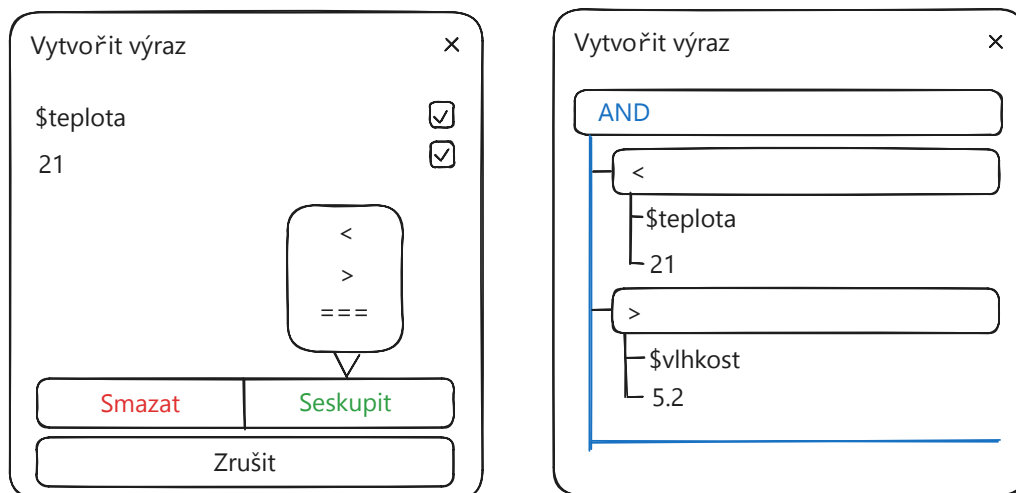 Vytvořit výraz
$teplota
21
<
>
===
Smazat
Seskupit
Zrušit
Vytvořit výraz
AND
<
$teplota
21
>
$vlhkost
5.2